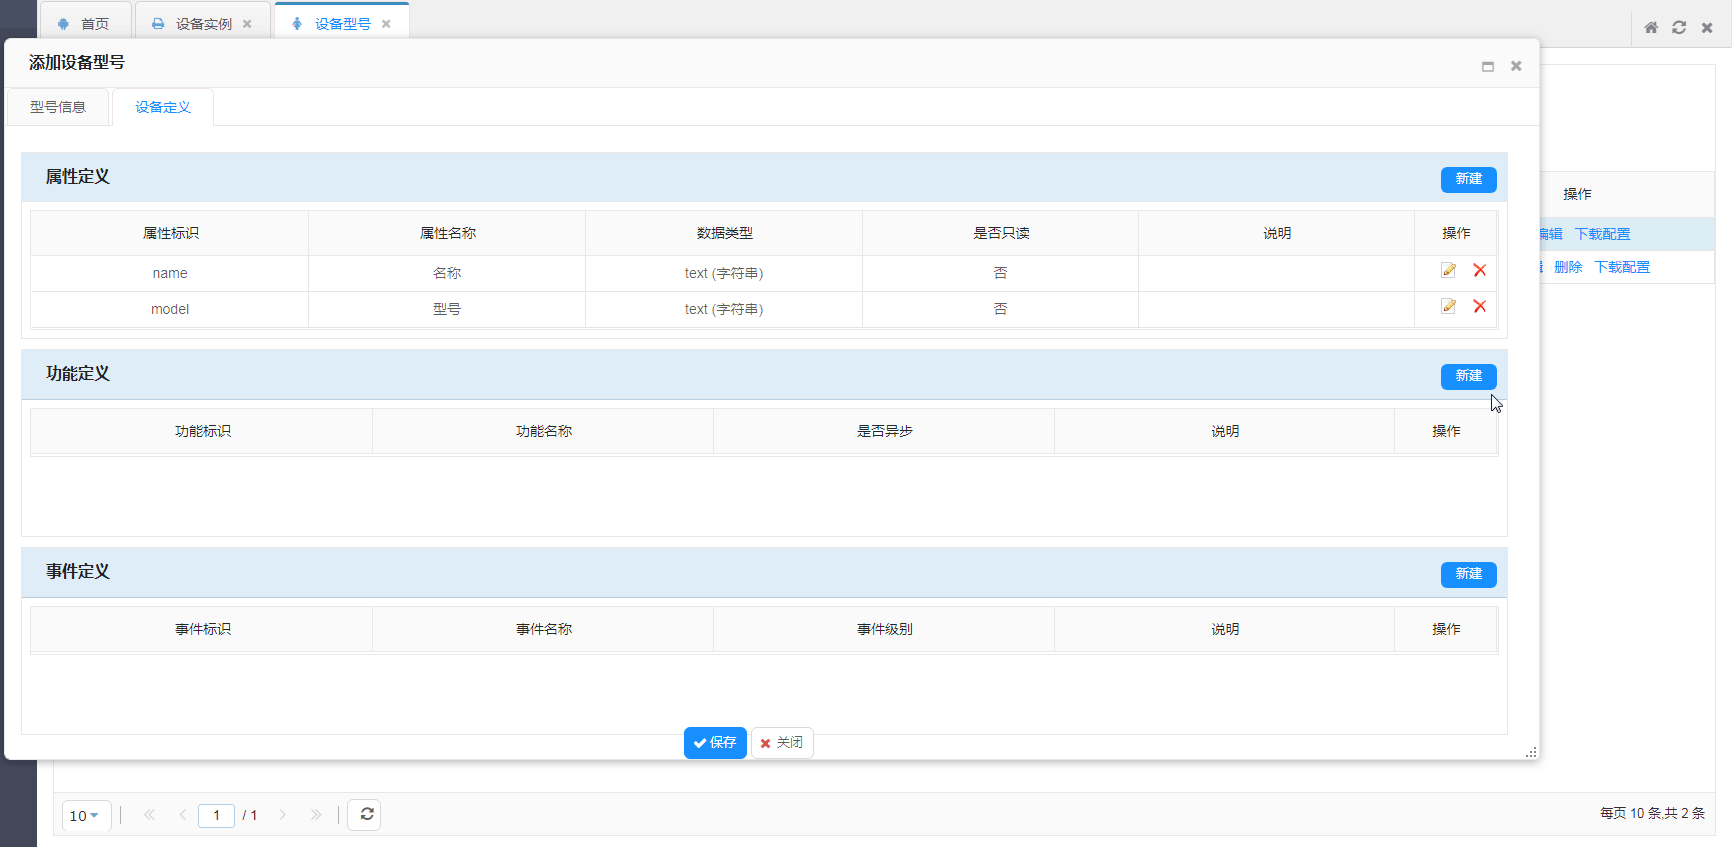 首页 设备实例 设备型号
添加设备型号
型号信息 设备定义
属性定义 新建
操作
属性标识 属性名称 数据类型 是否只读 说明 操作
编辑 下载配置
name 名称 text (字符串) 否
删除 下载配置
model 型号 text (字符串) 否
功能定义 新建
功能标识 功能名称 是否异步 说明 操作
事件定义 新建
事件标识 事件名称 事件级别 说明 操作
保存 关闭
10 1 / 1 每页 10 条,共 2 条